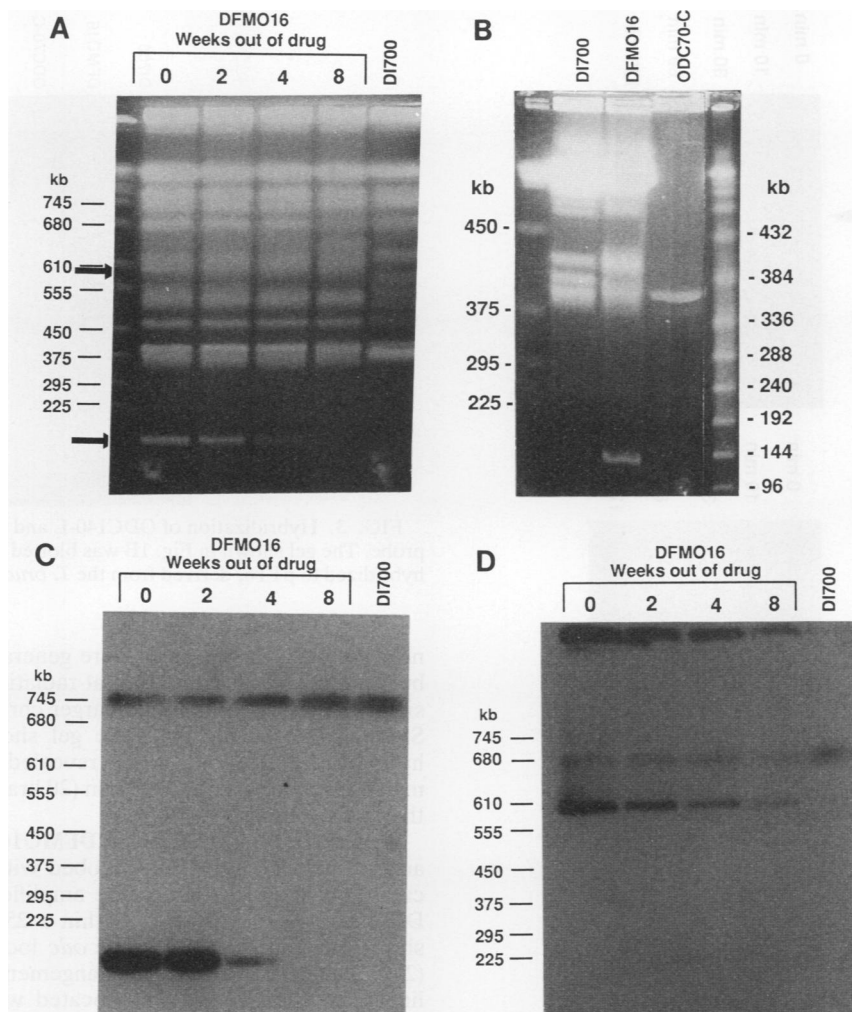 A
DFMO16
Weeks out of drug
0 2 4 8 DI700
kb
745
680
610
555
450
375
295
225
B
DI700 DFMO16 ODC70-C
kb
450 -
375 -
295 -
225 -
kb
- 432
- 384
- 336
- 288
- 240
- 192
- 144
- 96
C
DFMO16
Weeks out of drug
0 2 4 8 DI700
kb
745
680
610
555
450
375
295
225
D
DFMO16
Weeks out of drug
0 2 4 8 DI700
kb
745
680
610
555
450
375
295
225